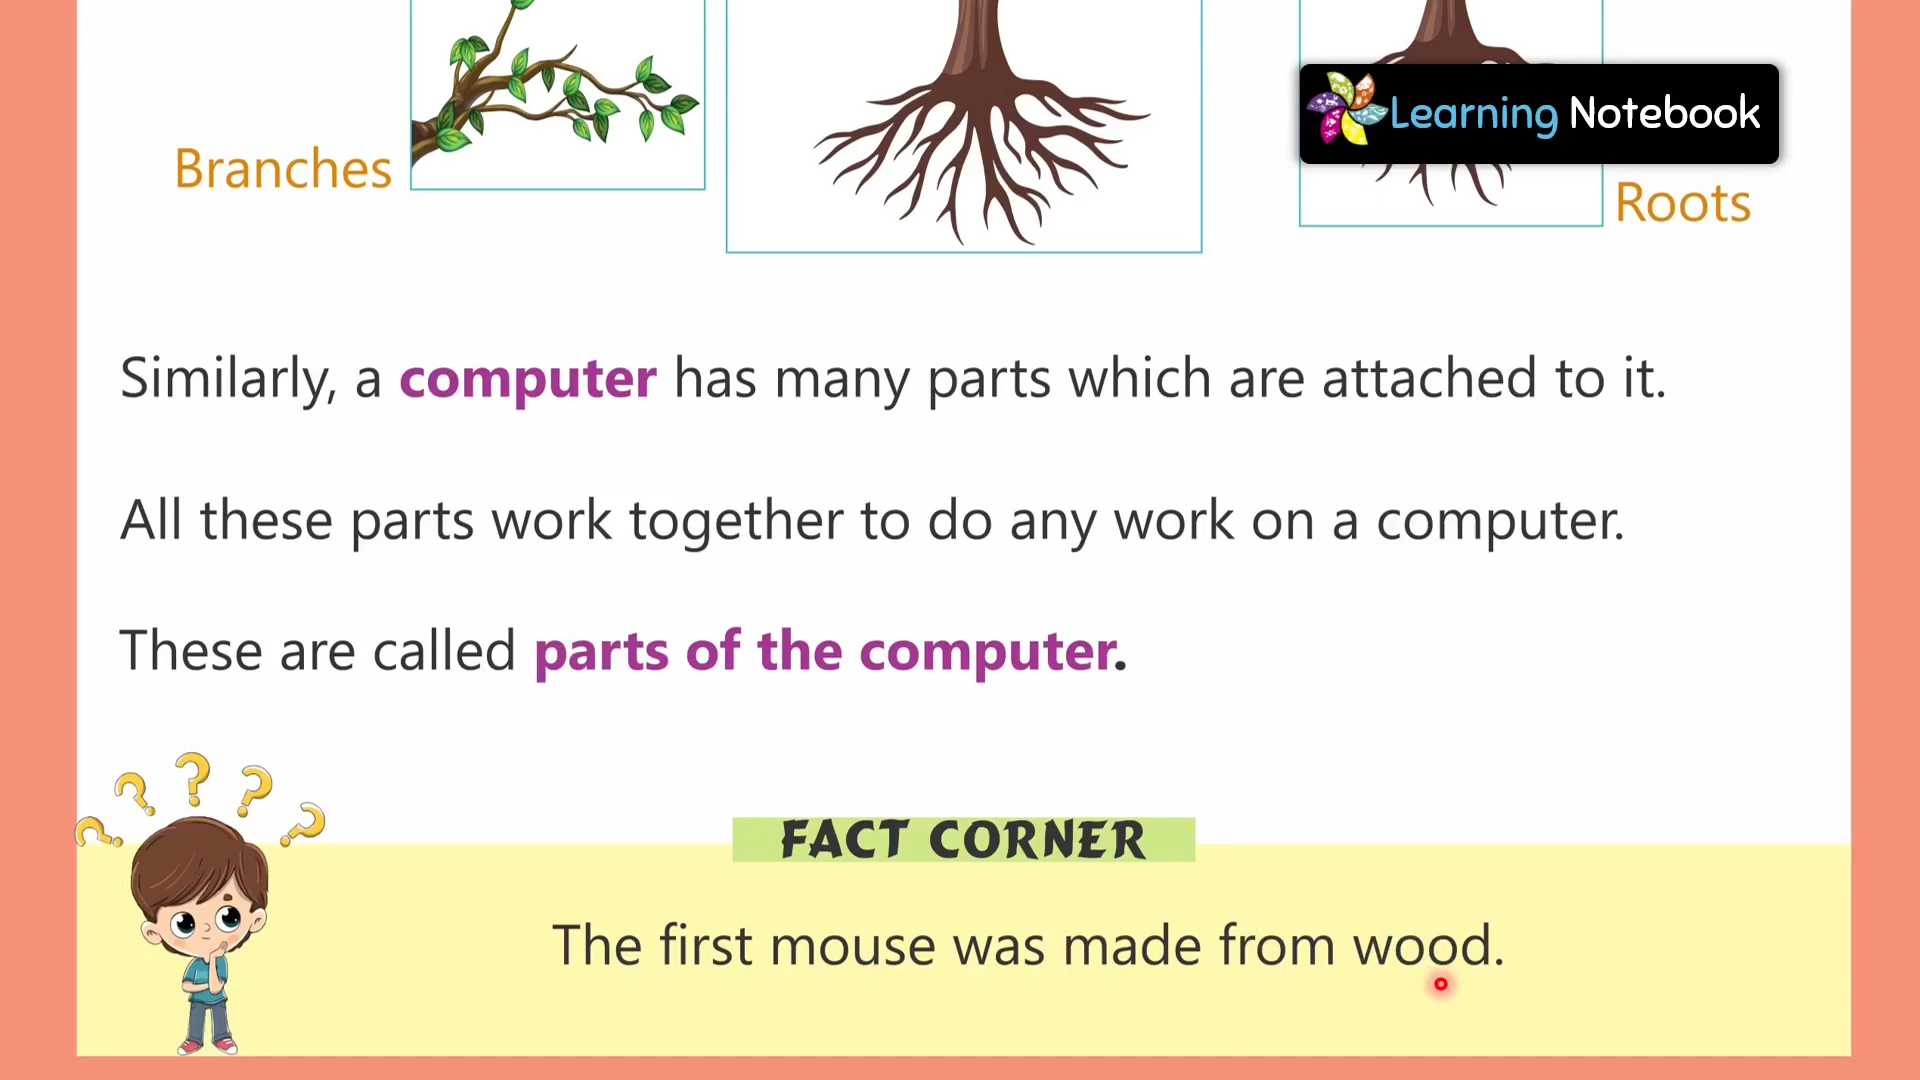 Learning Notebook
Branches
Roots
Similarly, a computer has many parts which are attached to it.
All these parts work together to do any work on a computer.
These are called parts of the computer.
FACT CORNER
The first mouse was made from wood.